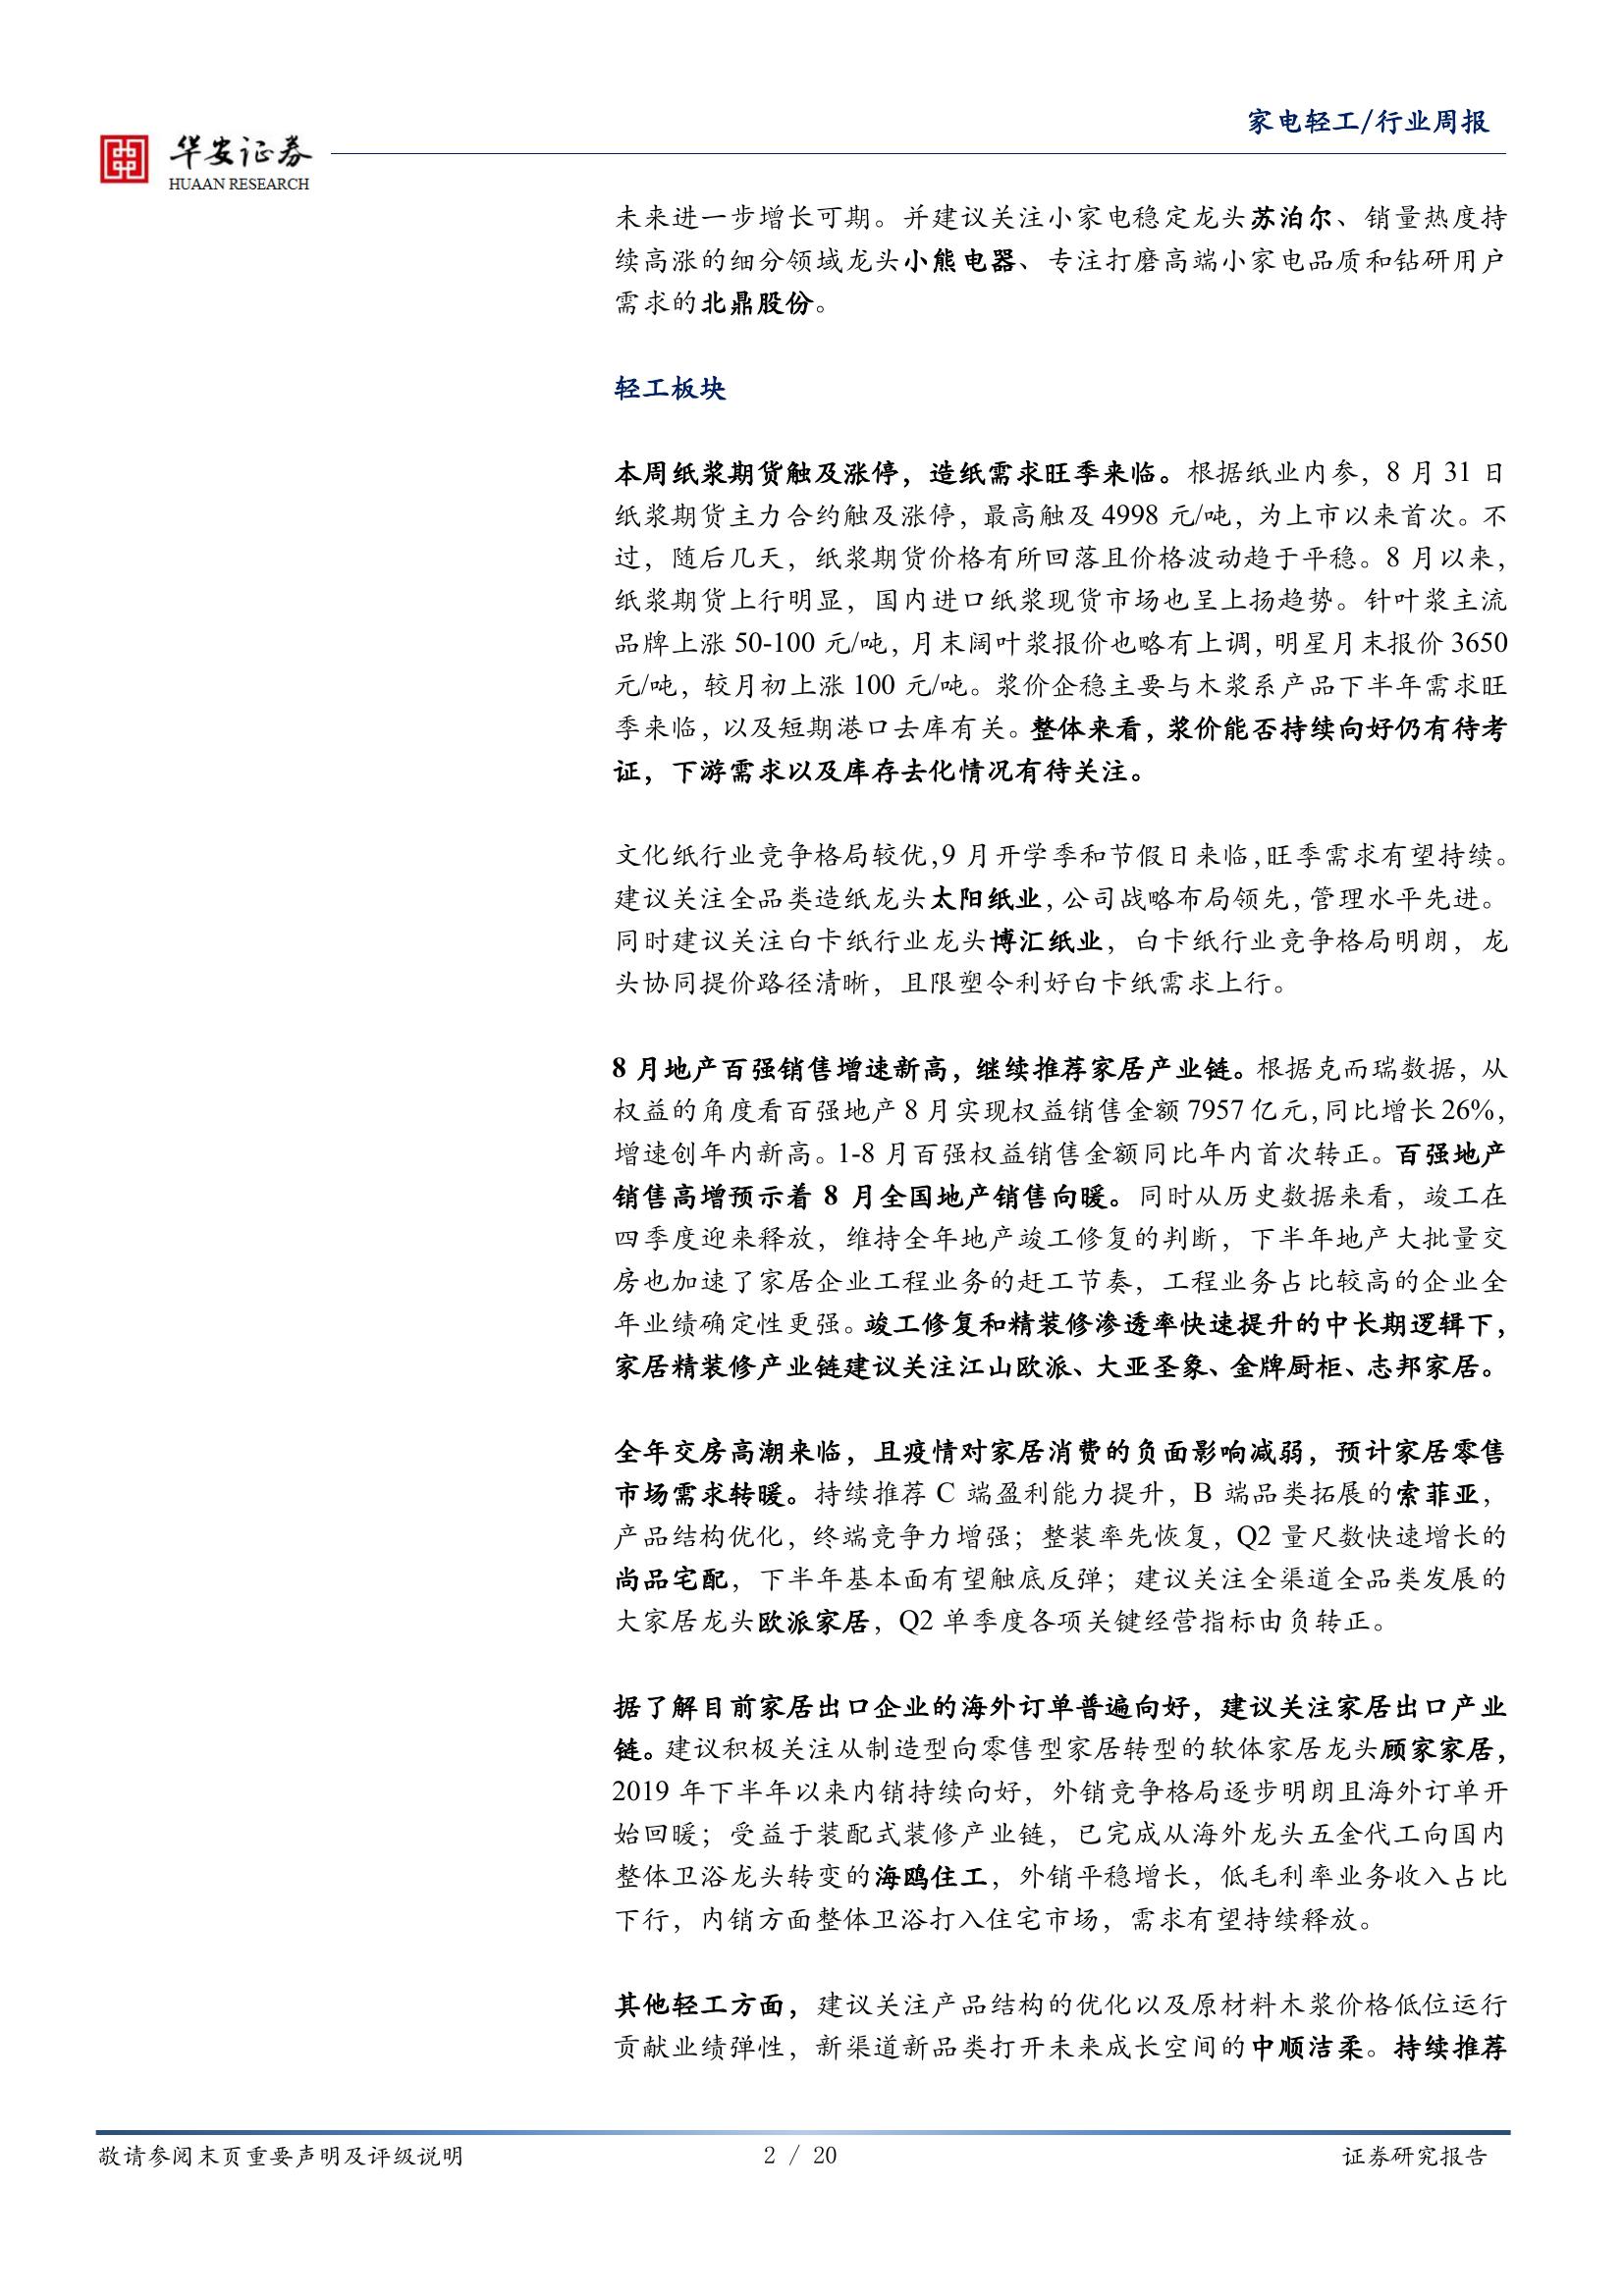 家电轻工/行业周报
华安证券
HUAAN RESEARCH
未来进一步增长可期。并建议关注小家电稳定龙头苏泊尔、销量热度持
续高涨的细分领域龙头小熊电器、专注打磨高端小家电品质和钻研用户
需求的北鼎股份。
轻工板块
本周纸浆期货触及涨停，造纸需求旺季来临。根据纸业内参，8 月 31 日
纸浆期货主力合约触及涨停，最高触及 4998 元/吨，为上市以来首次。不
过，随后几天，纸浆期货价格有所回落且价格波动趋于平稳。8 月以来，
纸浆期货上行明显，国内进口纸浆现货市场也呈上扬趋势。针叶浆主流
品牌上涨 50-100 元/吨，月末阔叶浆报价也略有上调，明星月末报价 3650
元/吨，较月初上涨 100 元/吨。浆价企稳主要与木浆系产品下半年需求旺
季来临，以及短期港口去库有关。整体来看，浆价能否持续向好仍有待考
证，下游需求以及库存去化情况有待关注。
文化纸行业竞争格局较优，9 月开学季和节假日来临，旺季需求有望持续。
建议关注全品类造纸龙头太阳纸业，公司战略布局领先，管理水平先进。
同时建议关注白卡纸行业龙头博汇纸业，白卡纸行业竞争格局明朗，龙
头协同提价路径清晰，且限塑令利好白卡纸需求上行。
8 月地产百强销售增速新高，继续推荐家居产业链。根据克而瑞数据，从
权益的角度看百强地产 8 月实现权益销售金额 7957 亿元，同比增长 26%，
增速创年内新高。1-8 月百强权益销售金额同比年内首次转正。百强地产
销售高增预示着 8 月全国地产销售向暖。同时从历史数据来看，竣工在
四季度迎来释放，维持全年地产竣工修复的判断，下半年地产大批量交
房也加速了家居企业工程业务的赶工节奏，工程业务占比较高的企业全
年业绩确定性更强。竣工修复和精装修渗透率快速提升的中长期逻辑下，
家居精装修产业链建议关注江山欧派、大亚圣象、金牌厨柜、志邦家居。
全年交房高潮来临，且疫情对家居消费的负面影响减弱，预计家居零售
市场需求转暖。持续推荐 C 端盈利能力提升，B 端品类拓展的索菲亚，
产品结构优化，终端竞争力增强；整装率先恢复，Q2 量尺数快速增长的
尚品宅配，下半年基本面有望触底反弹；建议关注全渠道全品类发展的
大家居龙头欧派家居，Q2 单季度各项关键经营指标由负转正。
据了解目前家居出口企业的海外订单普遍向好，建议关注家居出口产业
链。建议积极关注从制造型向零售型家居转型的软体家居龙头顾家家居，
2019 年下半年以来内销持续向好，外销竞争格局逐步明朗且海外订单开
始回暖；受益于装配式装修产业链，已完成从海外龙头五金代工向国内
整体卫浴龙头转变的海鸥住工，外销平稳增长，低毛利率业务收入占比
下行，内销方面整体卫浴打入住宅市场，需求有望持续释放。
其他轻工方面，建议关注产品结构的优化以及原材料木浆价格低位运行
贡献业绩弹性，新渠道新品类打开未来成长空间的中顺洁柔。持续推荐
敬请参阅末页重要声明及评级说明
2 / 20
证券研究报告